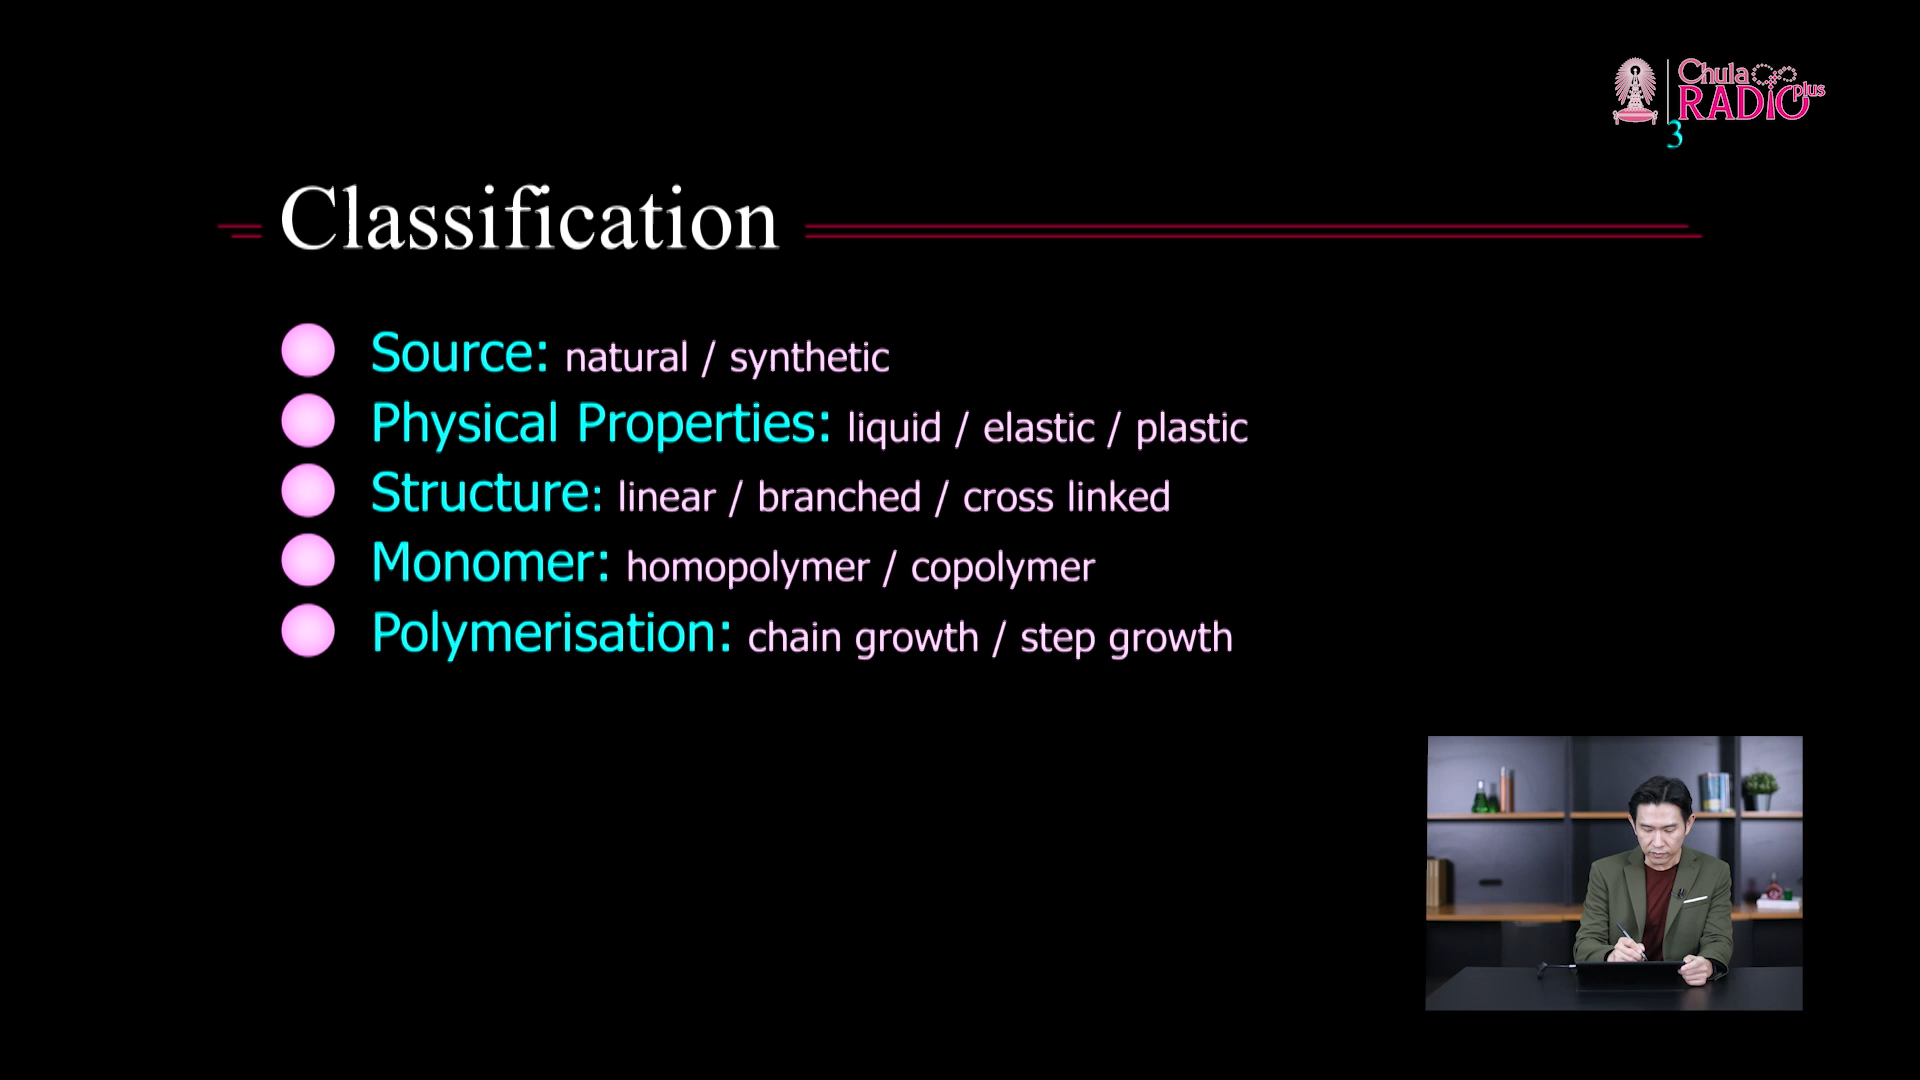 Chula
RADIO plus
3
Classification
Source: natural / synthetic
Physical Properties: liquid / elastic / plastic
Structure: linear / branched / cross linked
Monomer: homopolymer / copolymer
Polymerisation: chain growth / step growth